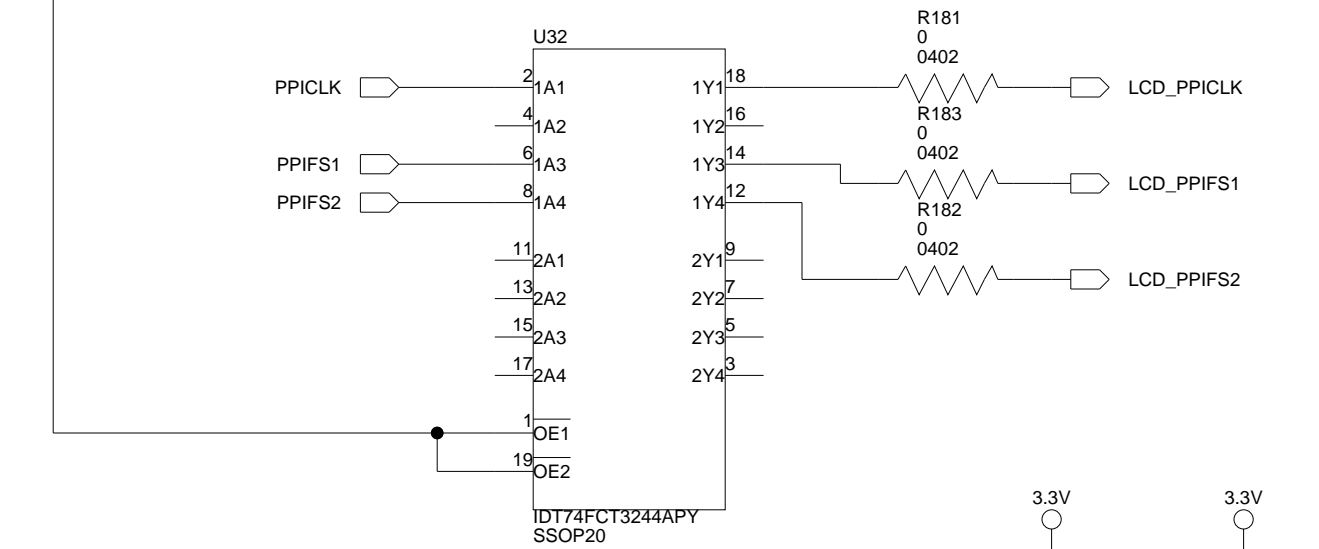 R181
0
0402
U32
PPICLK 2 1A1 1Y1 18 LCD_PPICLK
4 1A2 1Y2 16
R183
0
0402
PPIFS1 6 1A3 1Y3 14
LCD_PPIFS1
PPIFS2 8 1A4 1Y4 12
R182
0
0402
11 2A1 2Y1 9
LCD_PPIFS2
13 2A2 2Y2 7
15 2A3 2Y3 5
17 2A4 2Y4 3
1 OE1
19 OE2
3.3V 3.3V
IDT74FCT3244APY
SSOP20